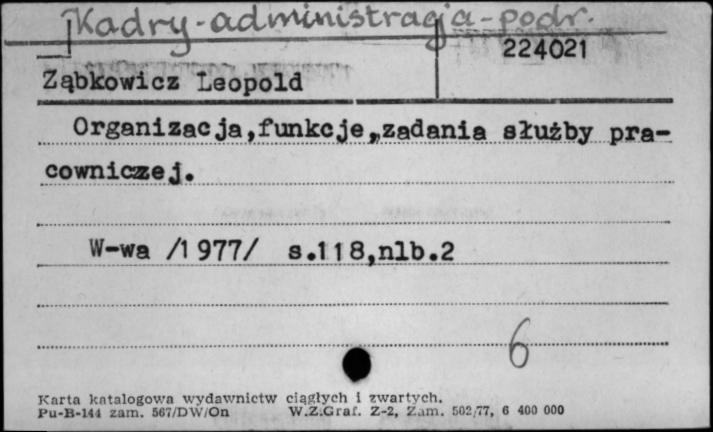 Kadry-administracja-podr.
224021
Ząbkowicz Leopold
Organizacja,funkcje,,zadania służby pra-
cowniczej.
W-wa /1977/ s.118,nlb.2
6
Karta katalogowa wydawnictw ciągłych i zwartych.
Pu-B-144 zam. 567/DW/On W.Z.Graf. Z-2, Zam. 502/77, 6 400 000